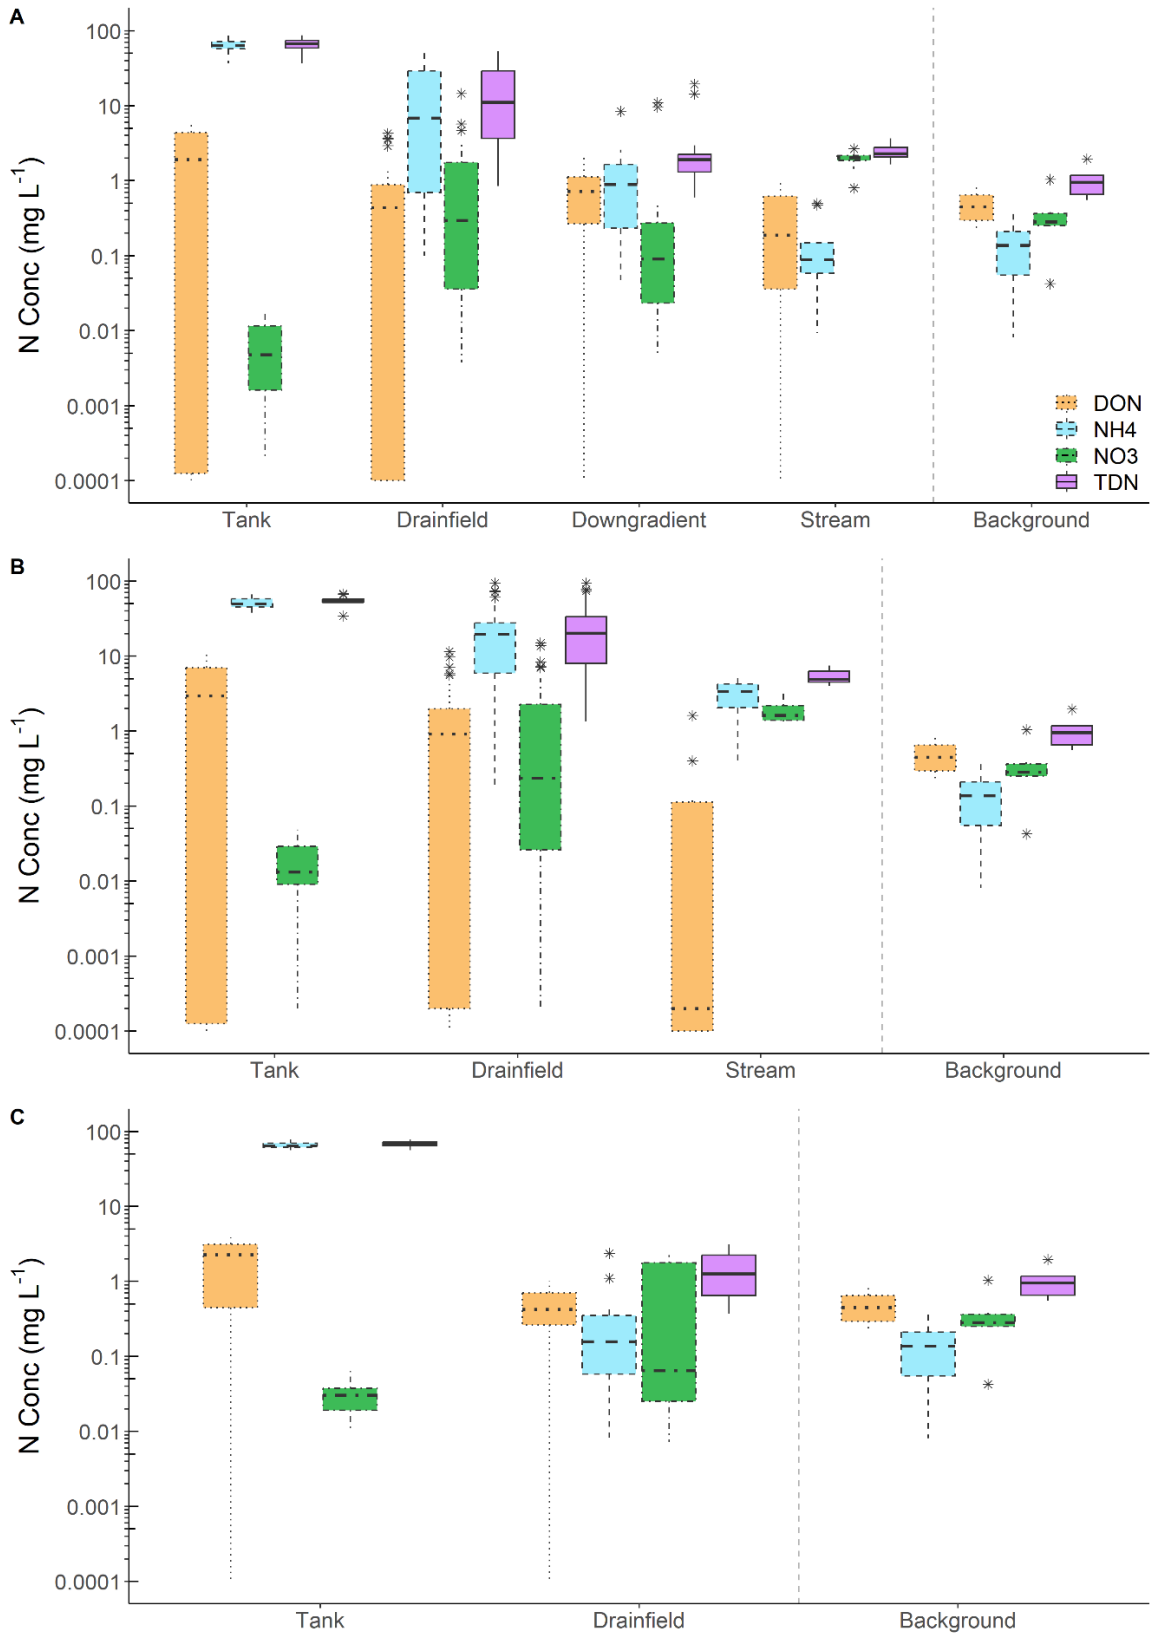 A
N Conc (mg L⁻¹)
100
10
1
0.1
0.01
0.001
0.0001
DON
NH4
NO3
TDN
Tank Drainfield Downgradient Stream Background
B
N Conc (mg L⁻¹)
100
10
1
0.1
0.01
0.001
0.0001
Tank Drainfield Stream Background
C
N Conc (mg L⁻¹)
100
10
1
0.1
0.01
0.001
0.0001
Tank Drainfield Background